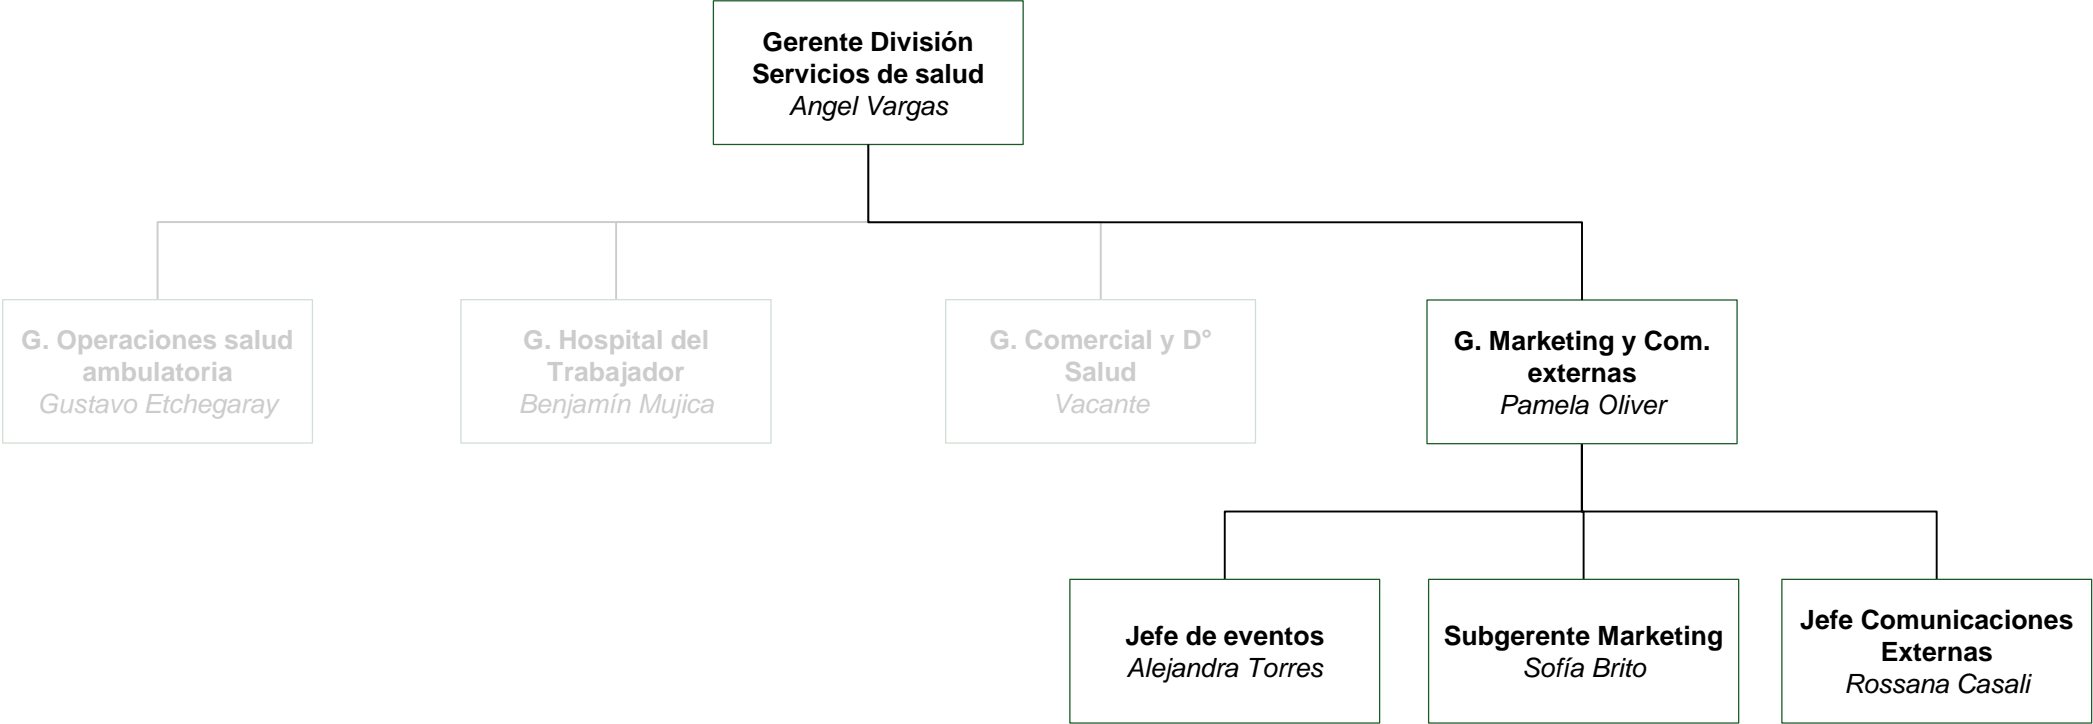 Gerente División
Servicios de salud
Angel Vargas
G. Operaciones salud
ambulatoria
Gustavo Etchegaray
G. Hospital del
Trabajador
Benjamín Mujica
G. Comercial y D°
Salud
Vacante
G. Marketing y Com.
externas
Pamela Oliver
Jefe de eventos
Alejandra Torres
Subgerente Marketing
Sofía Brito
Jefe Comunicaciones
Externas
Rossana Casali